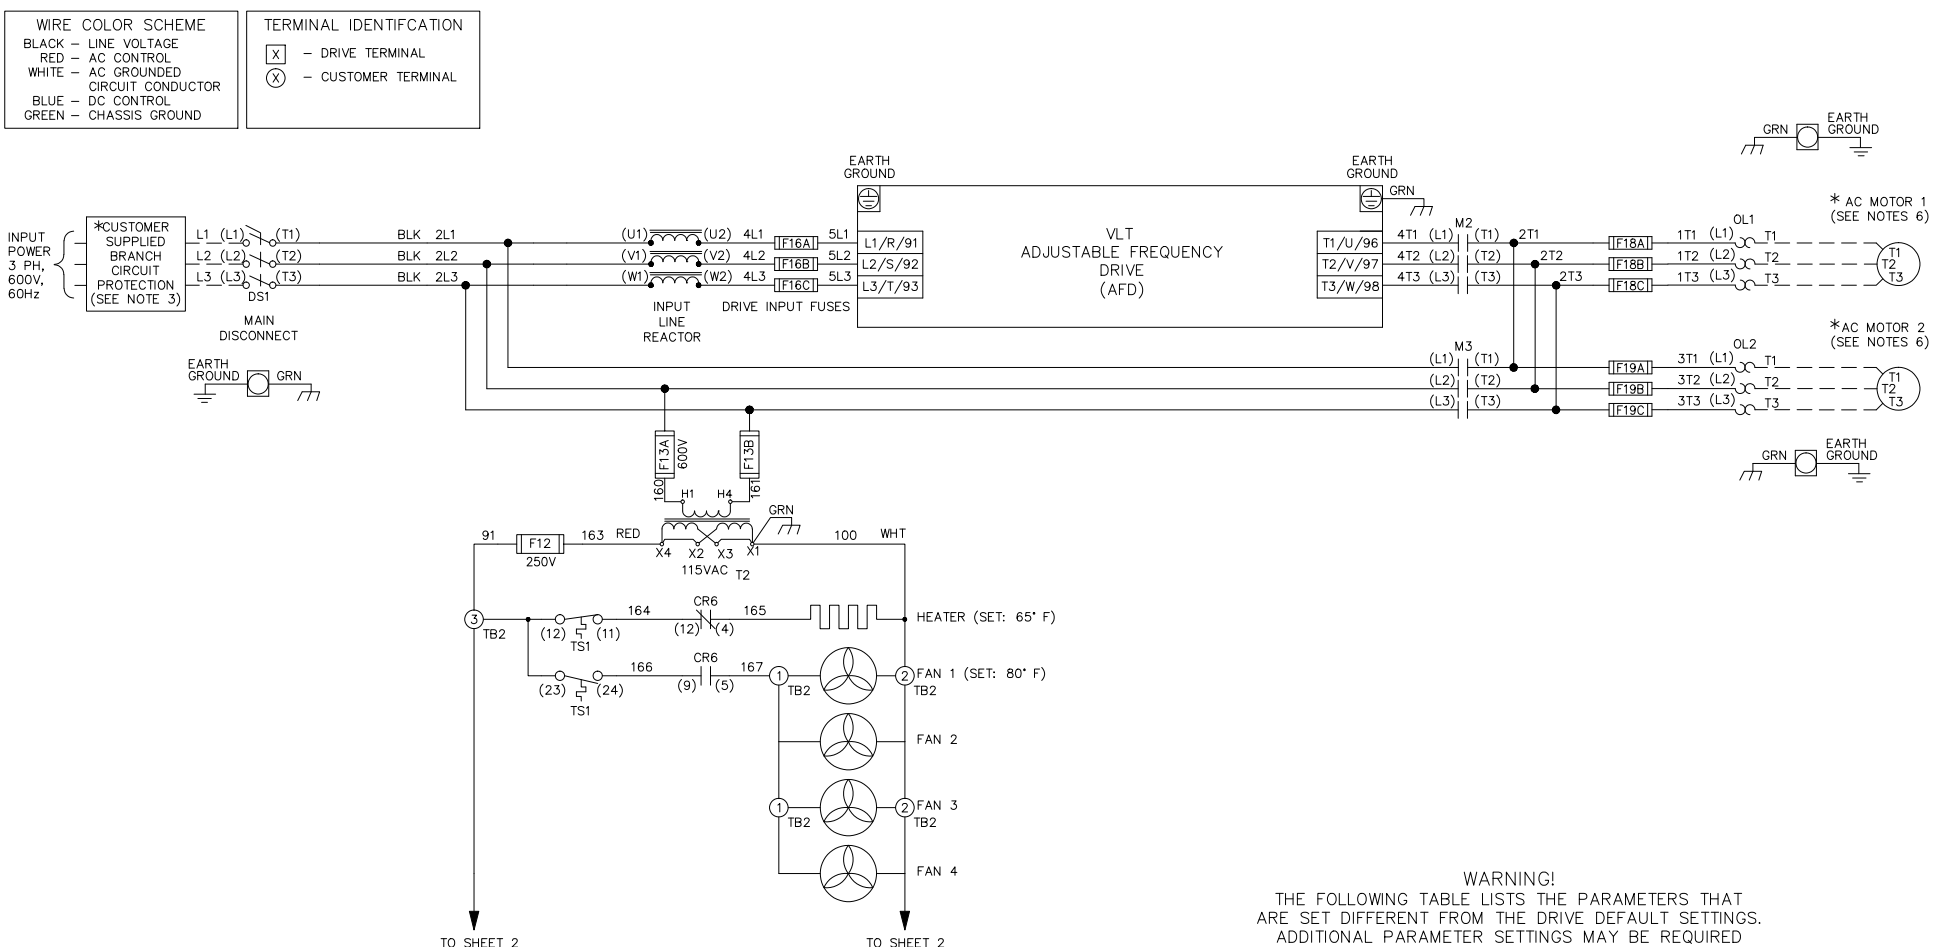 WIRE COLOR SCHEME
BLACK – LINE VOLTAGE
RED – AC CONTROL
WHITE – AC GROUNDED
CIRCUIT CONDUCTOR
BLUE – DC CONTROL
GREEN – CHASSIS GROUND
TERMINAL IDENTIFCATION
X – DRIVE TERMINAL
X – CUSTOMER TERMINAL
GRN
EARTH
GROUND
INPUT
POWER
3 PH,
600V,
60Hz
*CUSTOMER
SUPPLIED
BRANCH
CIRCUIT
PROTECTION
(SEE NOTE 3)
L1 (L1) (T1) BLK 2L1 (U1) (U2) 4L1 F16A 5L1
L2 (L2) (T2) BLK 2L2 (V1) (V2) 4L2 F16B 5L2
L3 (L3) (T3) BLK 2L3 (W1) (W2) 4L3 F16C 5L3
DS1
MAIN
DISCONNECT
INPUT
LINE
REACTOR
DRIVE INPUT FUSES
EARTH
GROUND
L1/R/91
L2/S/92
L3/T/93
VLT
ADJUSTABLE FREQUENCY
DRIVE
(AFD)
EARTH
GROUND
GRN
T1/U/96
T2/V/97
T3/W/98
M2
4T1 (L1) (T1) 2T1 F18A 1T1 (L1) T1
4T2 (L2) (T2) 2T2 F18B 1T2 (L2) T2
4T3 (L3) (T3) 2T3 F18C 1T3 (L3) T3
OL1
* AC MOTOR 1
(SEE NOTES 6)
T1
T2
T3
EARTH
GROUND
GRN
M3
(L1) (T1) F19A 3T1 (L1) T1
(L2) (T2) F19B 3T2 (L2) T2
(L3) (T3) F19C 3T3 (L3) T3
OL2
*AC MOTOR 2
(SEE NOTES 6)
T1
T2
T3
GRN
EARTH
GROUND
F13A
600V
F13B
160
H1 H4
161
GRN
91 F12 163 RED
250V
X4 X2 X3 X1
115VAC T2
100 WHT
3
TB2
(12) (11)
TS1
164
CR6
(12) (4)
165
HEATER (SET: 65° F)
(23) (24)
TS1
166
CR6
(9) (5)
167
1
TB2
2
TB2
FAN 1 (SET: 80° F)
FAN 2
1
TB2
2
TB2
FAN 3
FAN 4
TO SHEET 2
TO SHEET 2
WARNING!
THE FOLLOWING TABLE LISTS THE PARAMETERS THAT
ARE SET DIFFERENT FROM THE DRIVE DEFAULT SETTINGS.
ADDITIONAL PARAMETER SETTINGS MAY BE REQUIRED